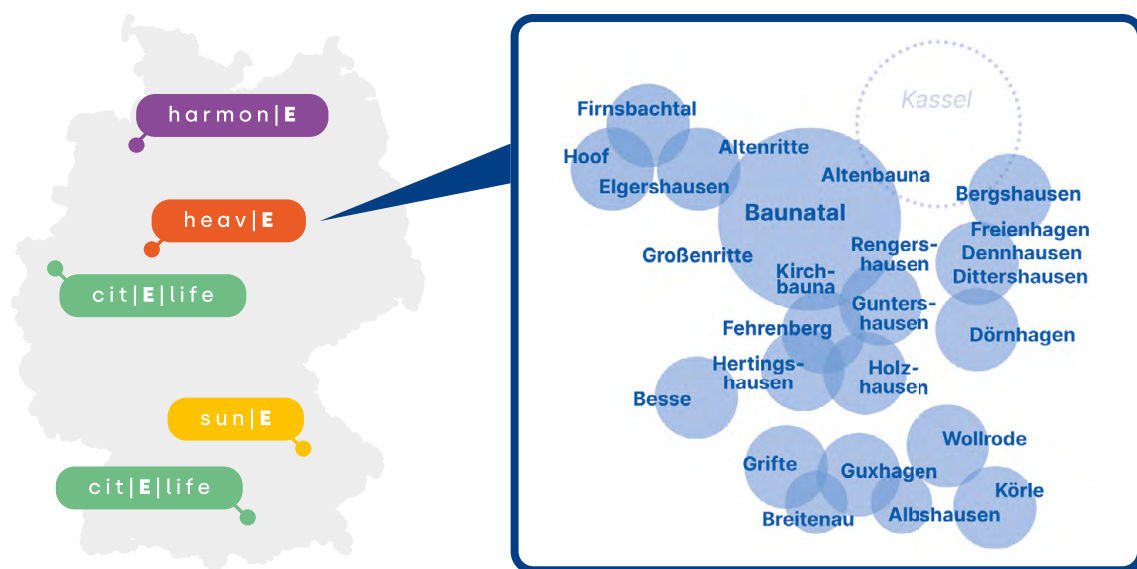 harmon|E
heav|E
cit|E|life
sun|E
cit|E|life
Kassel
Firnsbachtal
Hoof
Elgershausen
Altenritte
Altenbauna
Baunatal
Bergshausen
Großenritte
Rengers-
hausen
Freienhagen
Dennhausen
Dittershausen
Kirch-
bauna
Gunters-
hausen
Fehrenberg
Dörnhagen
Hertings-
hausen
Holz-
hausen
Besse
Wollrode
Grifte
Guxhagen
Körle
Breitenau
Albshausen